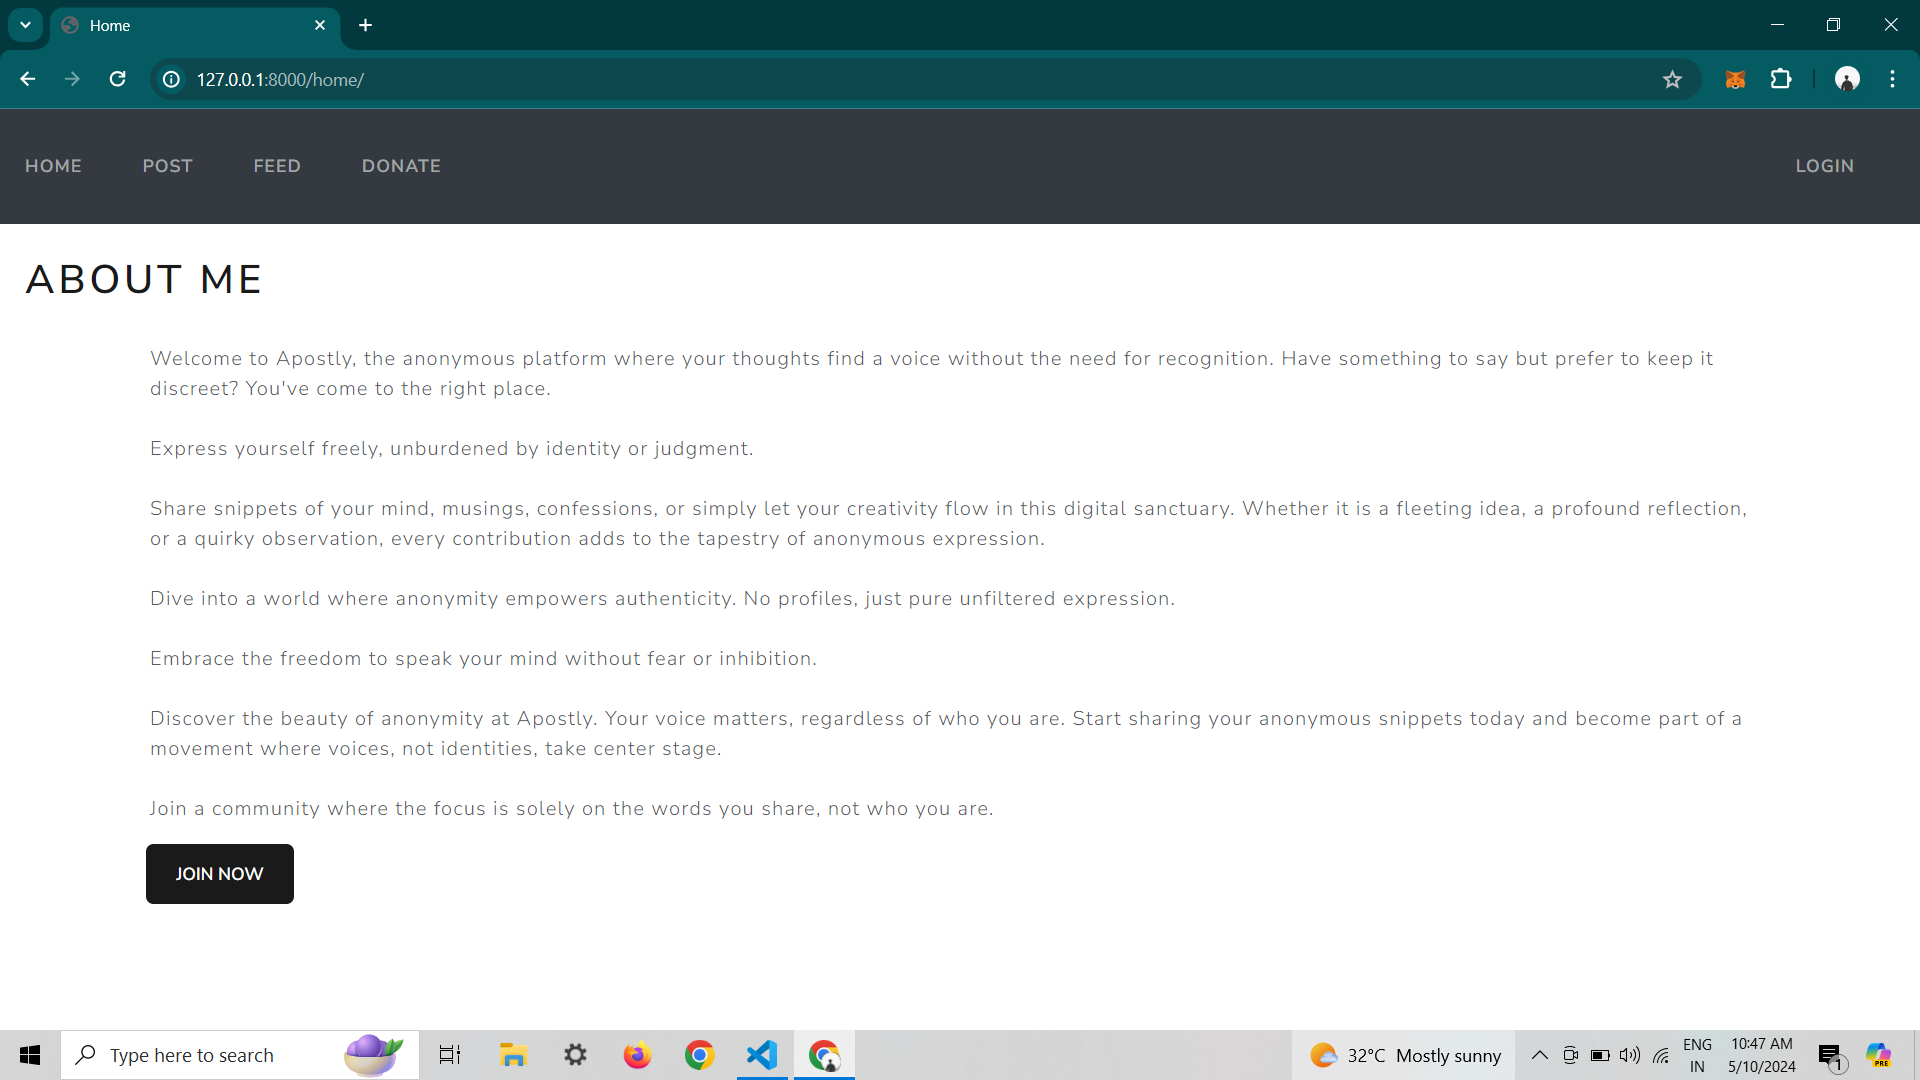 Home
127.0.0.1:8000/home/
HOME POST FEED DONATE LOGIN
ABOUT ME
Welcome to Apostly, the anonymous platform where your thoughts find a voice without the need for recognition. Have something to say but prefer to keep it
discreet? You've come to the right place.
Express yourself freely, unburdened by identity or judgment.
Share snippets of your mind, musings, confessions, or simply let your creativity flow in this digital sanctuary. Whether it is a fleeting idea, a profound reflection,
or a quirky observation, every contribution adds to the tapestry of anonymous expression.
Dive into a world where anonymity empowers authenticity. No profiles, just pure unfiltered expression.
Embrace the freedom to speak your mind without fear or inhibition.
Discover the beauty of anonymity at Apostly. Your voice matters, regardless of who you are. Start sharing your anonymous snippets today and become part of a
movement where voices, not identities, take center stage.
Join a community where the focus is solely on the words you share, not who you are.
JOIN NOW
Type here to search
32°C Mostly sunny
ENG
IN
10:47 AM
5/10/2024
1
PRE